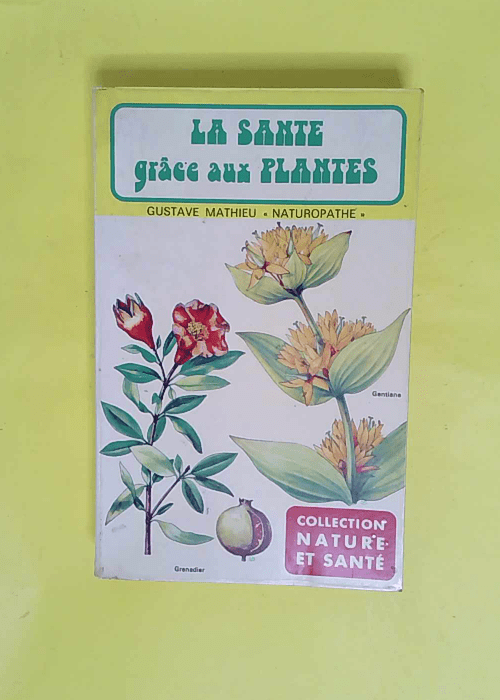 LA SANTE
grâce aux PLANTES
GUSTAVE MATHIEU « NATUROPATHE »
Gentiane
COLLECTION
NATURE
ET SANTÉ
Grenadier